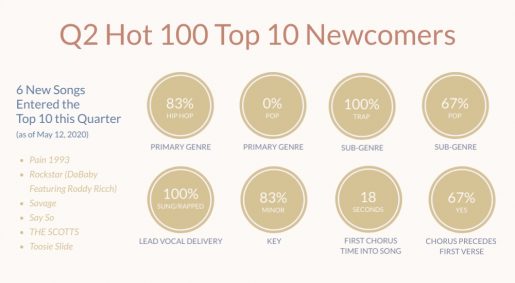 Q2 Hot 100 Top 10 Newcomers
6 New Songs
Entered the
Top 10 this Quarter
(as of May 12, 2020)
• Pain 1993
• Rockstar (DaBaby
Featuring Roddy Ricch)
• Savage
• Say So
• THE SCOTTS
• Toosie Slide
83%
HIP HOP
PRIMARY GENRE
0%
POP
PRIMARY GENRE
100%
TRAP
SUB-GENRE
67%
POP
SUB-GENRE
100%
SUNG/RAPPED
LEAD VOCAL DELIVERY
83%
MINOR
KEY
18
SECONDS
FIRST CHORUS
TIME INTO SONG
67%
YES
CHORUS PRECEDES
FIRST VERSE